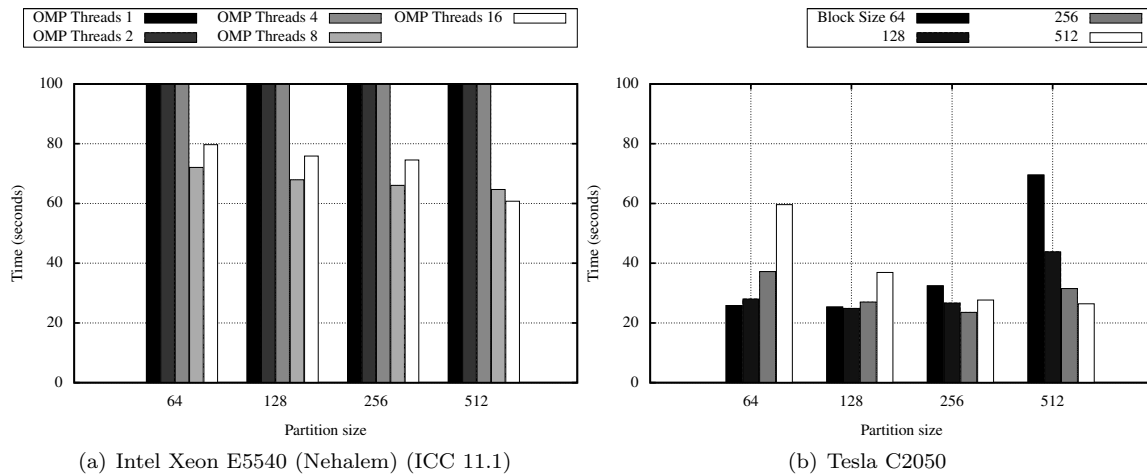 OMP Threads 1
OMP Threads 2
OMP Threads 4
OMP Threads 8
OMP Threads 16
100
80
60
40
20
0
Time (seconds)
64
128
256
512
Partition size
(a) Intel Xeon E5540 (Nehalem) (ICC 11.1)
Block Size 64
128
256
512
100
80
60
40
20
0
Time (seconds)
64
128
256
512
Partition size
(b) Tesla C2050